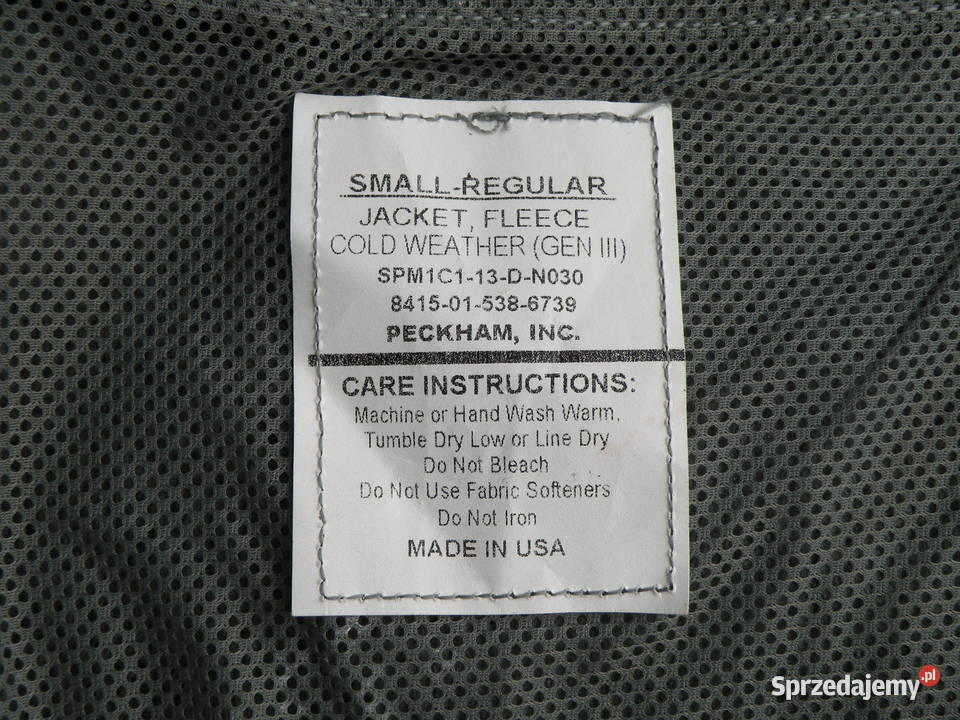 SMALL-REGULAR
JACKET, FLEECE
COLD WEATHER (GEN III)
SPM1C1-13-D-N030
8415-01-538-6739
PECKHAM, INC.
CARE INSTRUCTIONS:
Machine or Hand Wash Warm,
Tumble Dry Low or Line Dry
Do Not Bleach
Do Not Use Fabric Softeners
Do Not Iron
MADE IN USA
Sprzedajemy.pl